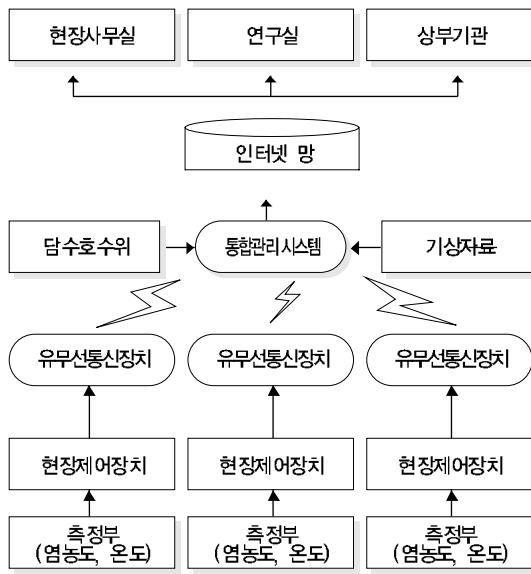 현장사무실
연구실
상부기관
인터넷 망
담수호수위
통합관리시스템
기상자료
유무선통신장치
유무선통신장치
유무선통신장치
현장제어장치
현장제어장치
현장제어장치
측정부
(염농도, 온도)
측정부
(염농도, 온도)
측정부
(염농도, 온도)